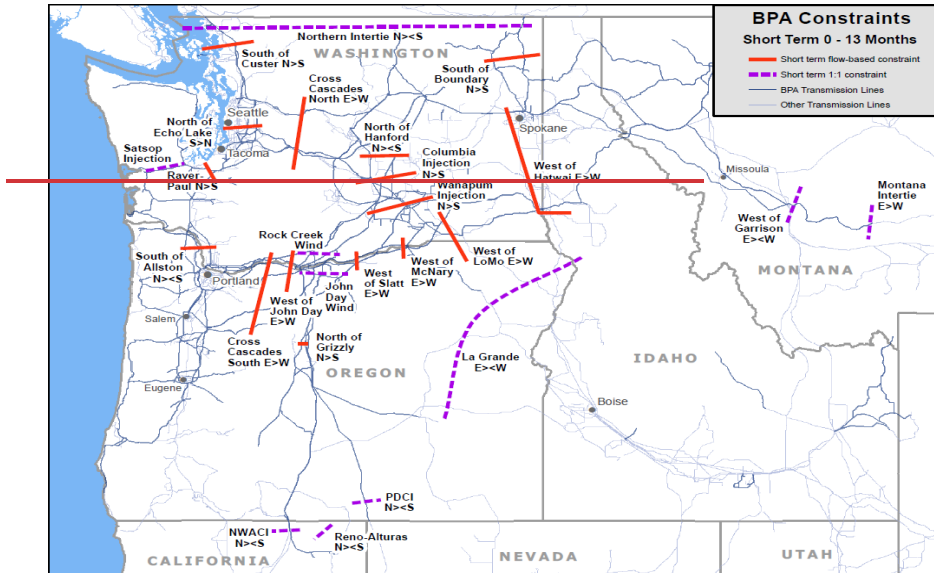 BPA Constraints
Short Term 0 - 13 Months
Short term flow-based constraint
Short term 1:1 constraint
BPA Transmission Lines
Other Transmission Lines
Northern Intertie N><S
WASHINGTON
South of
Custer N>S
Cross
Cascades
North E>W
South of
Boundary
N>S
Seattle
Spokane
North of
Echo Lake
S>N
Tacoma
North of
Hanford
N><S
Columbia
Injection
N>S
Satsop
Injection
Raver-
Paul N>S
Wanapum
Injection
N>S
West of
Hatwai E>W
Missoula
Montana
Intertie
E>W
West of
Garrison
E><W
MONTANA
Rock Creek
Wind
South of
Allston
N><S
Portland
West of
John Day
E>W
John
Day
Wind
West
of Slatt
E>W
West of
McNary
E>W
West of
LoMo E>W
Salem
Cross
Cascades
South E>W
North of
Grizzly
N>S
OREGON
La Grande
E><W
IDAHO
Eugene
Boise
PDCI
N><S
NWACI
N><S
Reno-Alturas
N><S
CALIFORNIA
NEVADA
UTAH